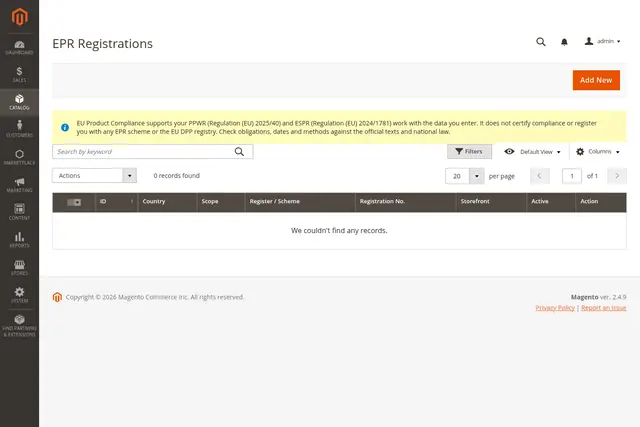 EPR Registrations
admin
DASHBOARD
SALES
CATALOG
CUSTOMERS
MARKETPLACE
MARKETING
CONTENT
REPORTS
STORES
SYSTEM
FIND PARTNERS
& EXTENSIONS
Add New
EU Product Compliance supports your PPWR (Regulation (EU) 2025/40) and ESPR (Regulation (EU) 2024/1781) work with the data you enter. It does not certify compliance or register
you with any EPR scheme or the EU DPP registry. Check obligations, dates and methods against the official texts and national law.
Search by keyword
Filters
Default View
Columns
Actions
0 records found
20
per page
1
of 1
ID
Country
Scope
Register / Scheme
Registration No.
Storefront
Active
Action
We couldn't find any records.
Copyright © 2026 Magento Commerce Inc. All rights reserved.
Magento ver. 2.4.9
Privacy Policy | Report an Issue